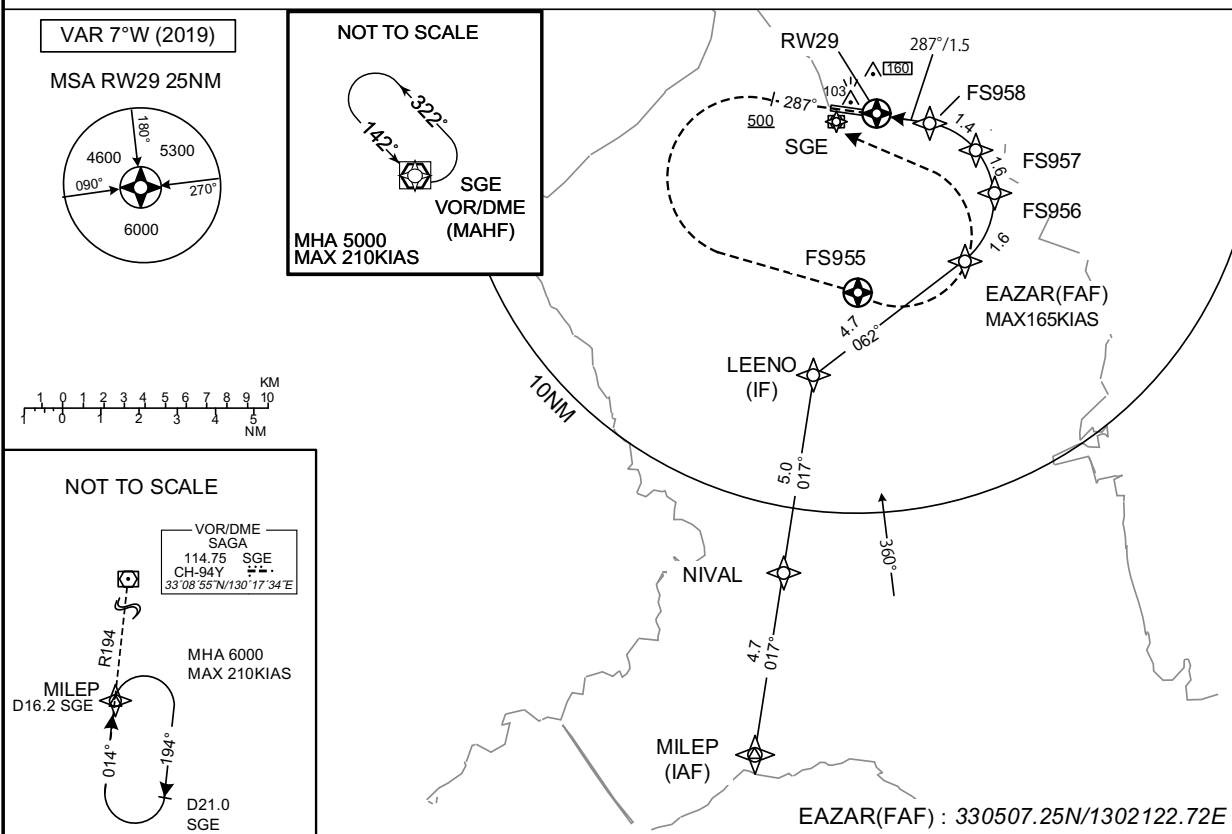 VAR 7°W (2019)
MSA RW29 25NM
180°
4600
5300
090°
270°
6000
NOT TO SCALE
322°
142°
SGE
VOR/DME
(MAHF)
MHA 5000
MAX 210KIAS
RW29
287°/1.5
160
103
287°
500
SGE
FS958
1.4
FS957
1.6
FS956
1.6
FS955
EAZAR(FAF)
MAX165KIAS
4.7
062°
LEENO
(IF)
10NM
5.0
017°
360°
NIVAL
4.7
017°
MILEP
(IAF)
KM
1 0 1 2 3 4 5 6 7 8 9 10
1 0 1 2 3 4 5
NM
NOT TO SCALE
VOR/DME
SAGA
114.75 SGE
CH-94Y
33°08'55"N/130°17'34"E
R194
MHA 6000
MAX 210KIAS
MILEP
D16.2 SGE
014°
194°
D21.0
SGE
EAZAR(FAF) : 330507.25N/1302122.72E